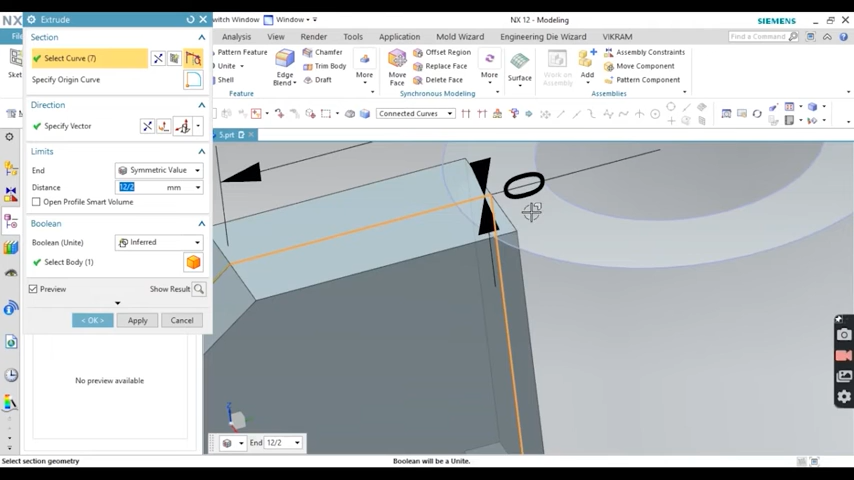 NX
Switch Window
Window
NX 12 - Modeling
SIEMENS
Analysis
View
Render
Tools
Application
Mold Wizard
Engineering Die Wizard
VIKRAM
Find a Command
Pattern Feature
Unite
Shell
Edge
Blend
Chamfer
Trim Body
Draft
More
Feature
Move
Face
Offset Region
Replace Face
Delete Face
More
Synchronous Modeling
Surface
Work on
Assembly
Add
Assembly Constraints
Move Component
Pattern Component
Assemblies
Connected Curves
5.prt
Extrude
Section
Select Curve (7)
Specify Origin Curve
Direction
Specify Vector
Limits
End
Symmetric Value
Distance
12/2
mm
Open Profile Smart Volume
Boolean
Boolean (Unite)
Inferred
Select Body (1)
Preview
Show Result
< OK >
Apply
Cancel
No preview available
0
End 12/2
Select section geometry
Boolean will be a Unite.